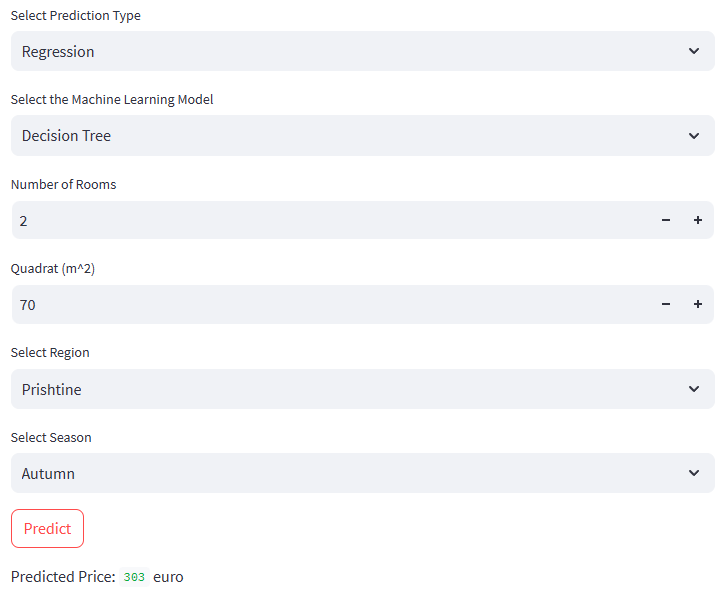 Select Prediction Type
Regression
Select the Machine Learning Model
Decision Tree
Number of Rooms
2
Quadrat (m^2)
70
Select Region
Prishtine
Select Season
Autumn
Predict
Predicted Price: 303 euro